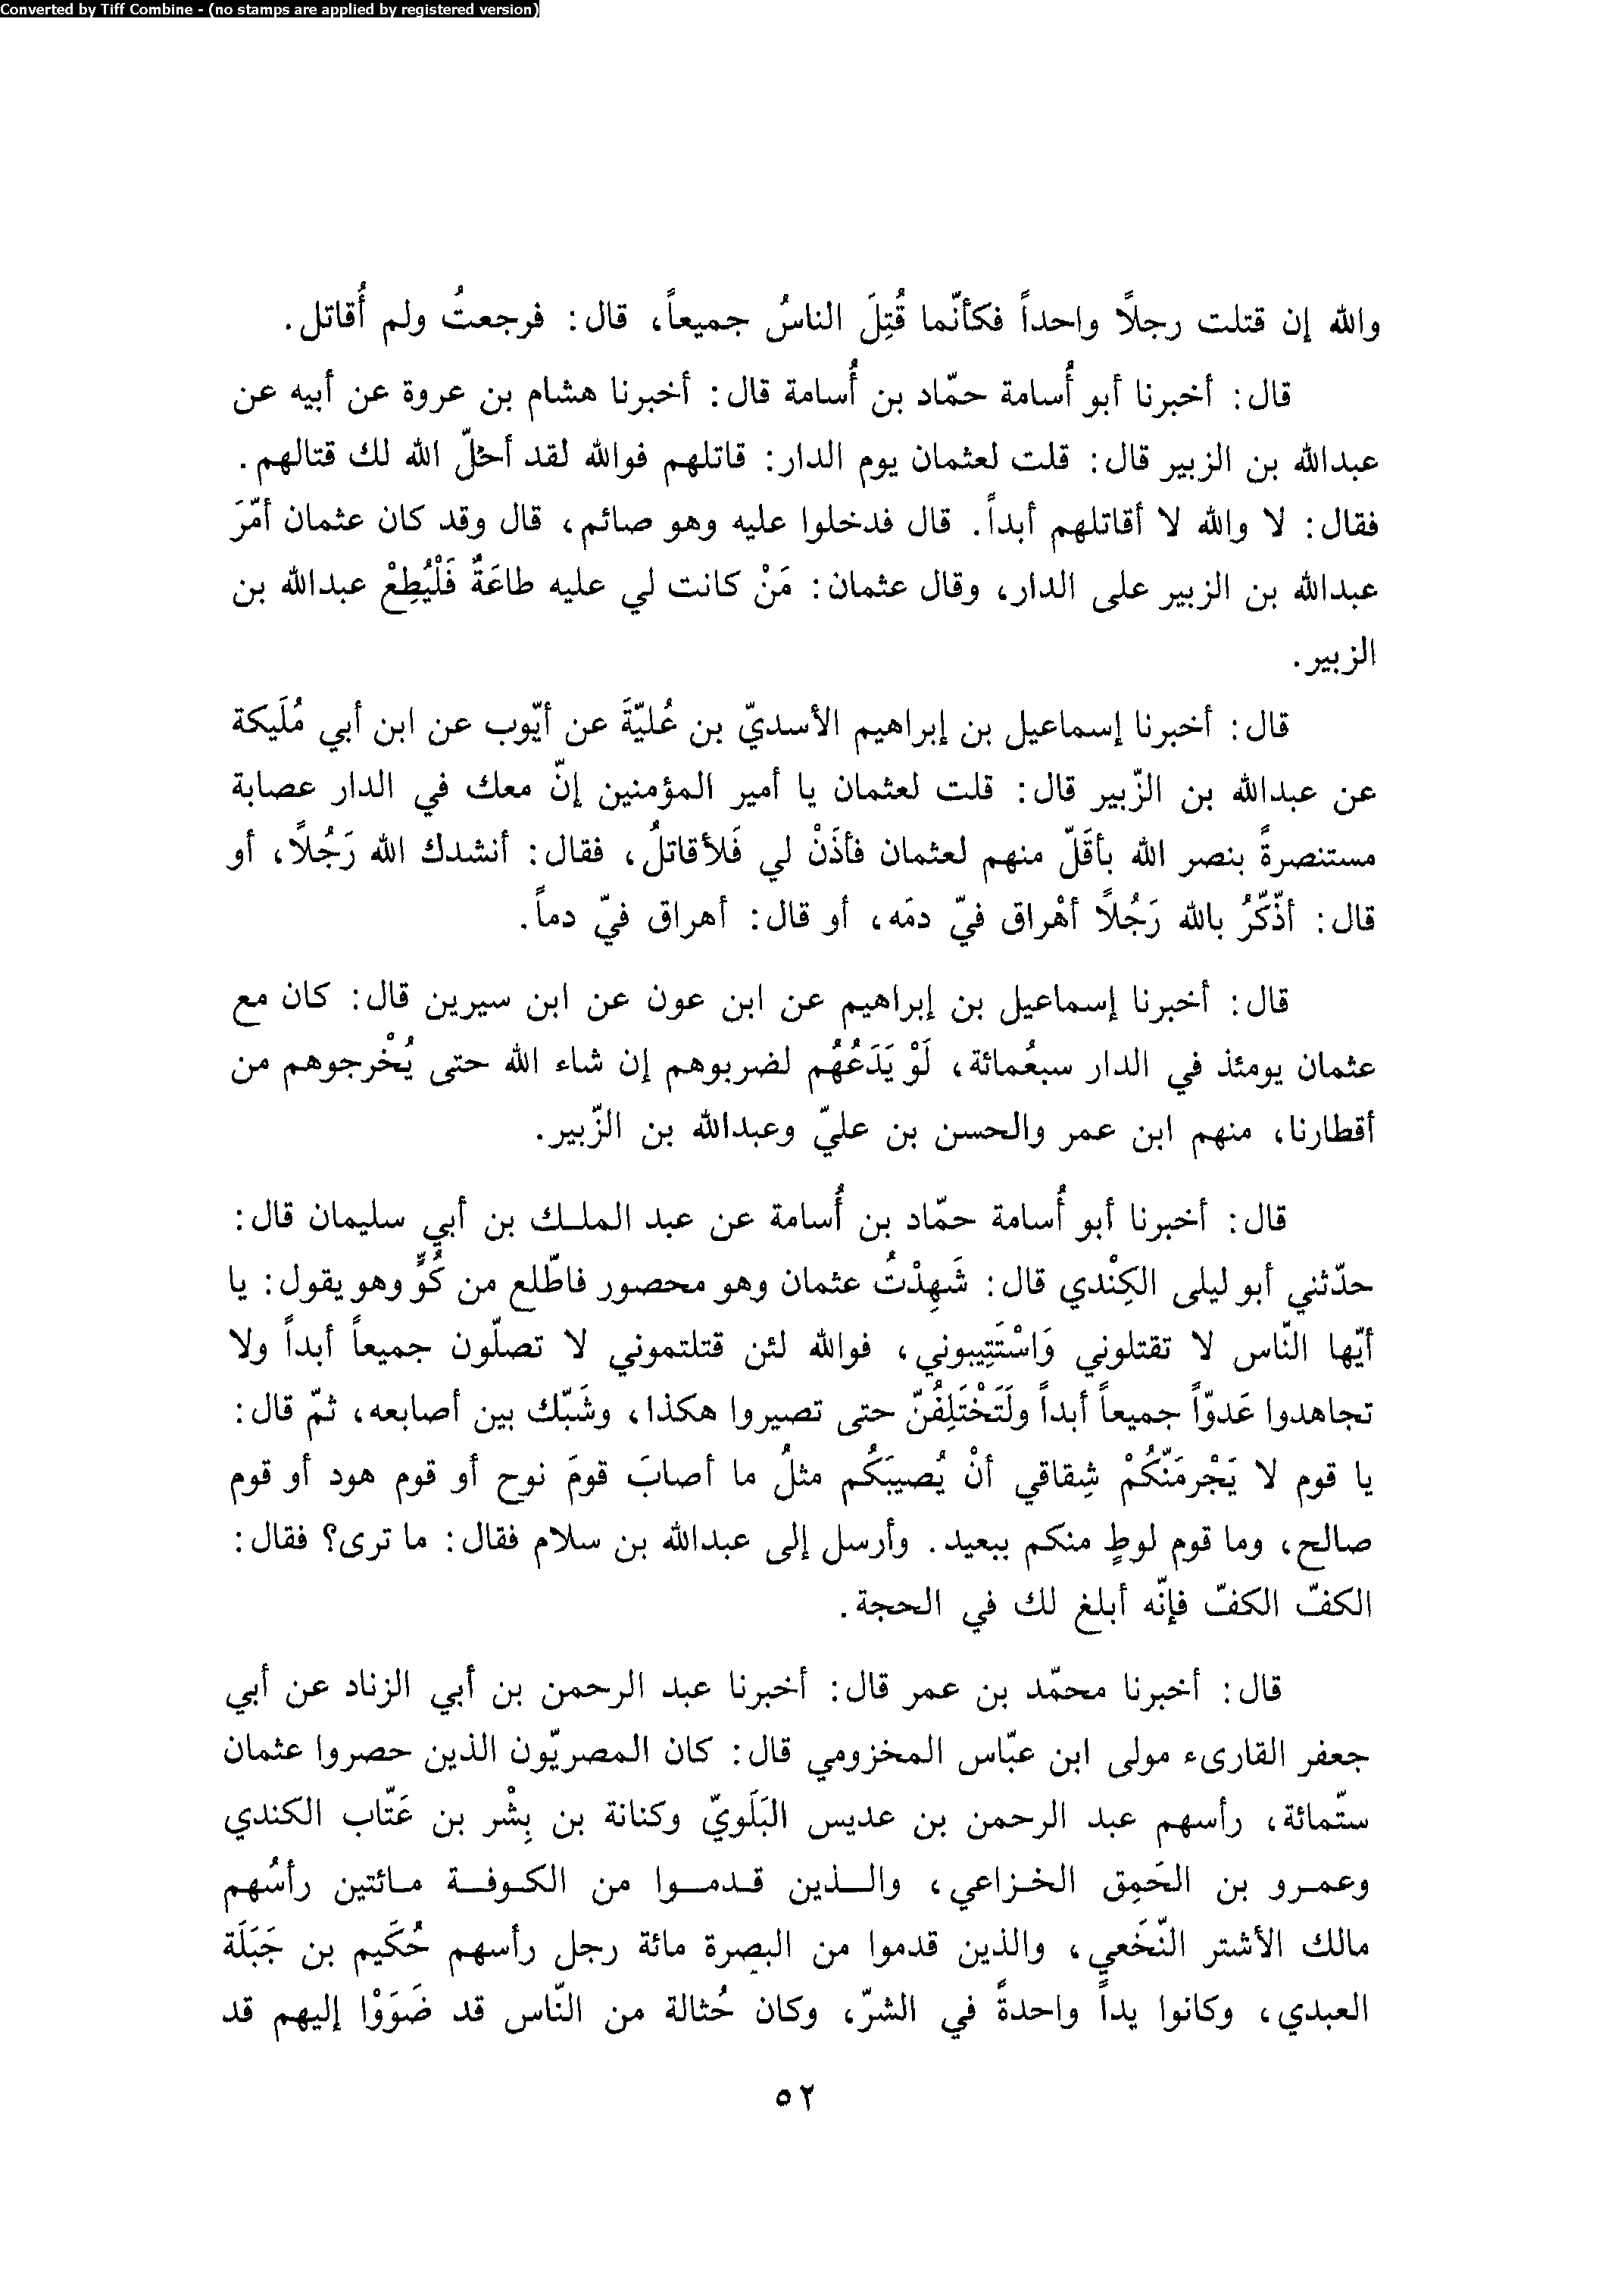 Converted by Tiff Combine - (no stamps are applied by registered version)
والله إن قتلت رجلاً واحداً فكأنّما قُتِلَ الناسُ جميعاً، قال: فرجعتُ ولم أُقاتل.
قال: أخبرنا أبو أُسامة حمّاد بن أُسامة قال: أخبرنا هشام بن عروة عن أبيه عن
عبدالله بن الزبير قال: قلت لعثمان يوم الدار: قاتلهم فوالله لقد أحلّ الله لك قتالهم.
فقال: لا والله لا أقاتلهم أبداً. قال فدخلوا عليه وهو صائم، قال وقد كان عثمان أمّرَ
عبدالله بن الزبير على الدار، وقال عثمان: مَنْ كانت لي عليه طاعَةٌ فَلْيُطِعْ عبدالله بن
الزبير.
قال: أخبرنا إسماعيل بن إبراهيم الأسديّ بن عُليّةَ عن أيّوب عن ابن أبي مُلَيكة
عن عبدالله بن الزّبير قال: قلت لعثمان يا أمير المؤمنين إنّ معك في الدار عصابة
مستنصرةً بنصر الله بأقَلّ منهم لعثمان فأذَنْ لي فَلأقاتلُ، فقال: أنشدك الله رَجُلاً، أو
قال: أذّكّرُ بالله رَجُلاً أهْراق فيّ دمَه، أو قال: أهراق فيّ دماً.
قال: أخبرنا إسماعيل بن إبراهيم عن ابن عون عن ابن سيرين قال: كان مع
عثمان يومئذ في الدار سبعُمائة، لَوْ يَدَعُهُم لضربوهم إن شاء الله حتى يُخْرجوهم من
أقطارنا، منهم ابن عمر والحسن بن عليّ وعبدالله بن الزّبير.
قال: أخبرنا أبو أُسامة حمّاد بن أُسامة عن عبد الملك بن أبي سليمان قال:
حدّثني أبو ليلى الكِنْدي قال: شَهِدْتُ عثمان وهو محصور فاطّلع من كُوٍّ وهو يقول: يا
أيّها النّاس لا تقتلوني وَاسْتَتِيبوني، فوالله لئن قتلتموني لا تصلّون جميعاً أبداً ولا
تجاهدوا عَدوّاً جميعاً أبداً ولَتَخْتَلِفُنّ حتى تصيروا هكذا، وشَبّك بين أصابعه، ثمّ قال:
يا قوم لا يَجْرمَنّكُمْ شِقاقي أنْ يُصيبَكُم مثلُ ما أصابَ قومَ نوح أو قوم هود أو قوم
صالح، وما قوم لوطٍ منكم ببعيد. وأرسل إلى عبدالله بن سلام فقال: ما ترى؟ فقال:
الكفّ الكفّ فإنّه أبلغ لك في الحجة.
قال: أخبرنا محمّد بن عمر قال: أخبرنا عبد الرحمن بن أبي الزناد عن أبي
جعفر القارىء مولى ابن عبّاس المخزومي قال: كان المصريّون الذين حصروا عثمان
ستّمائة، رأسهم عبد الرحمن بن عديس البَلَويّ وكنانة بن بِشْر بن عَتّاب الكندي
وعمرو بن الحَمِق الخزاعي، والذين قدموا من الكوفة مائتين رأسُهم
مالك الأشتر النّخَعي، والذين قدموا من البصرة مائة رجل رأسهم حُكَيم بن جَبَلَة
العبدي، وكانوا يداً واحدةً في الشرّ، وكان حُثالة من النّاس قد ضَوَوْا إليهم قد
٥٢